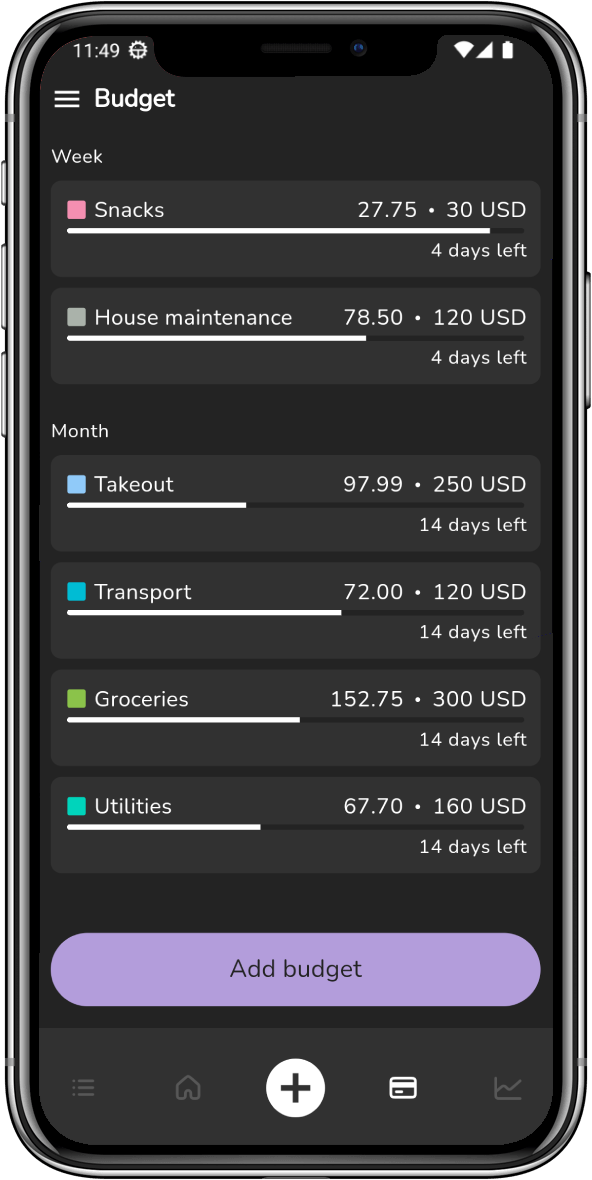 11:49
Budget
Week
Snacks 27.75 • 30 USD
4 days left
House maintenance 78.50 • 120 USD
4 days left
Month
Takeout 97.99 • 250 USD
14 days left
Transport 72.00 • 120 USD
14 days left
Groceries 152.75 • 300 USD
14 days left
Utilities 67.70 • 160 USD
14 days left
Add budget